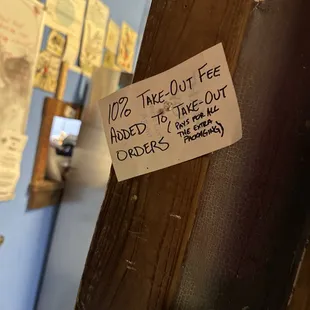 10% TAKE-OUT FEE
ADDED TO TAKE-OUT
ORDERS (PAYS FOR ALL
THE EXTRA
PACKAGING)